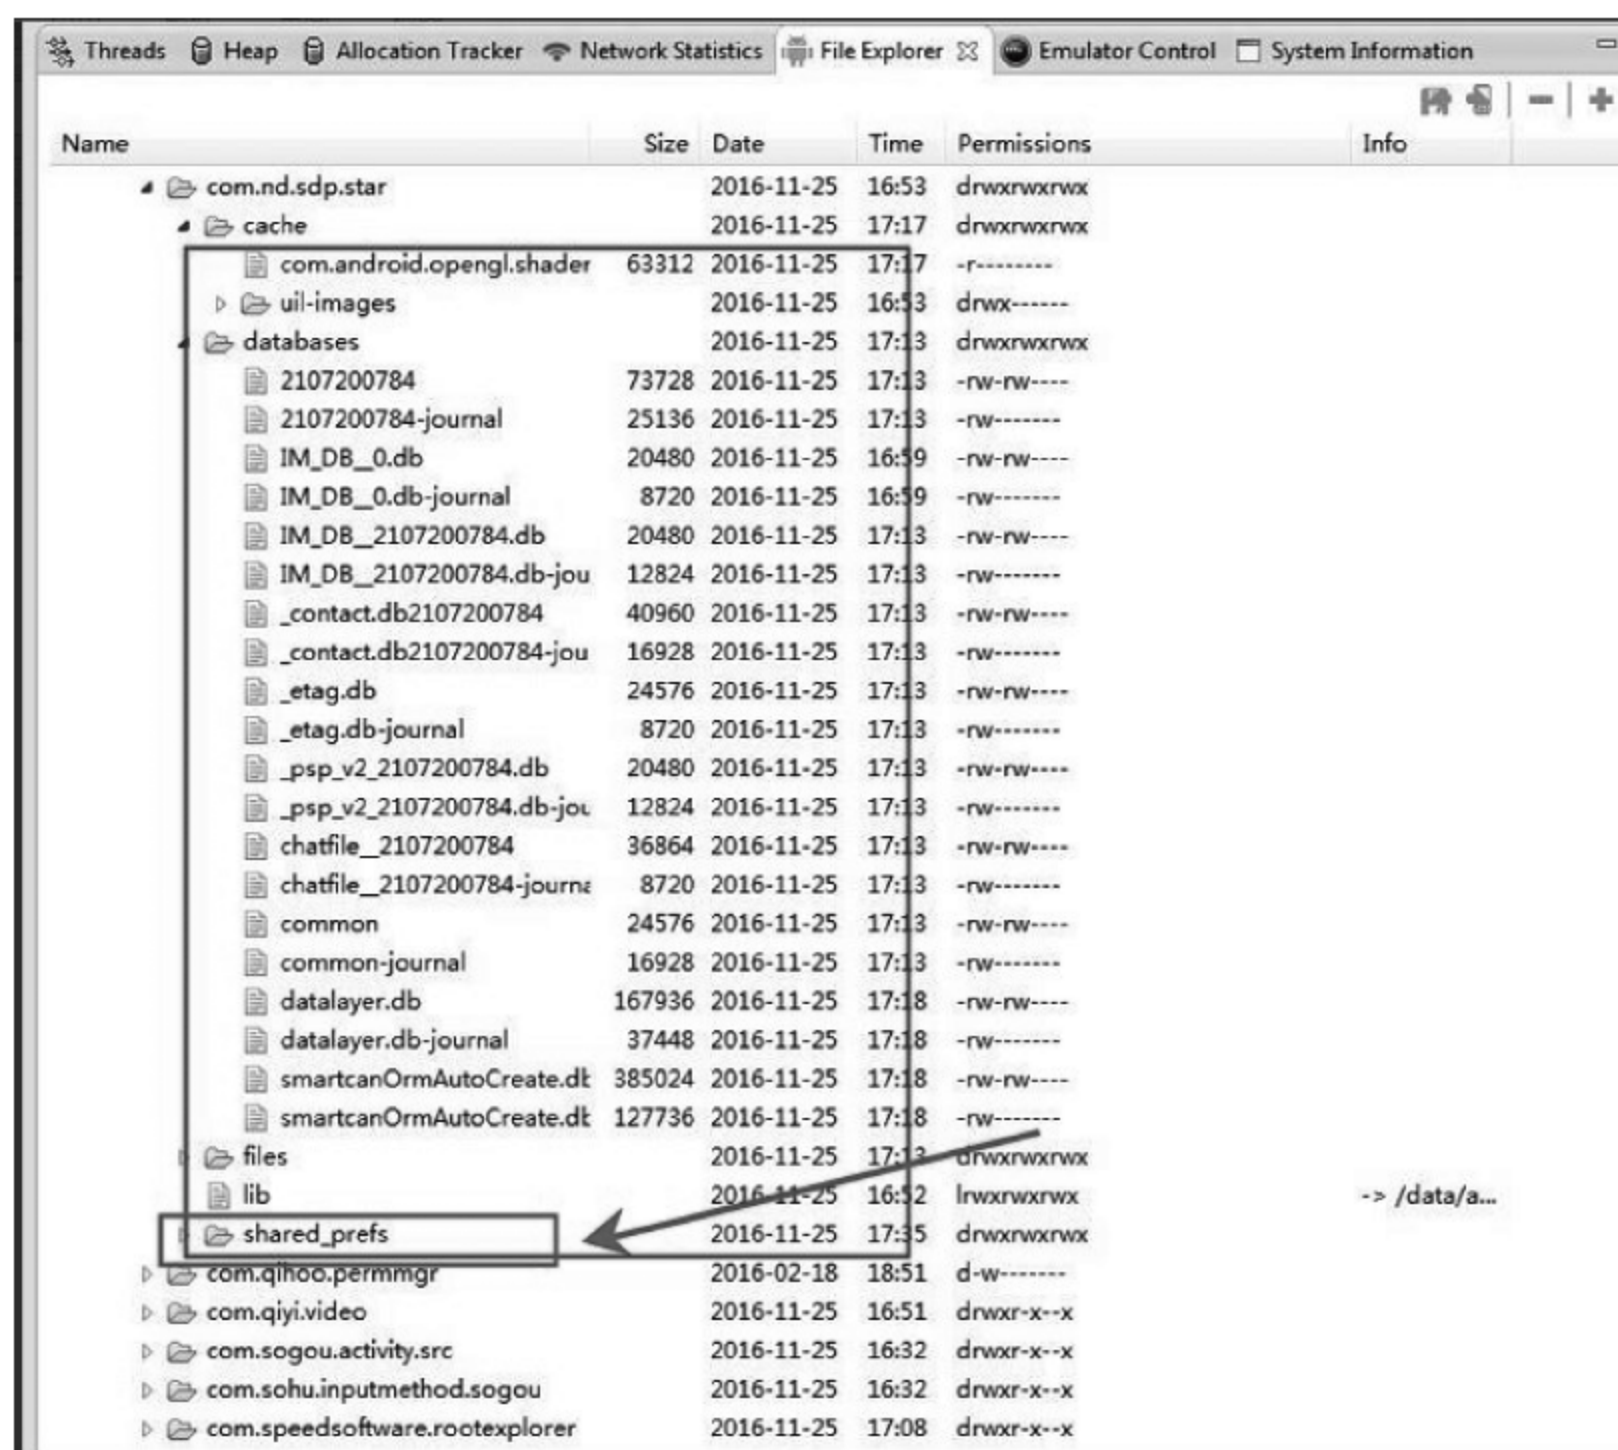 Threads Heap Allocation Tracker Network Statistics File Explorer Emulator Control System Information
Name Size Date Time Permissions Info
com.nd.sdp.star 2016-11-25 16:53 drwxrwxrwx
cache 2016-11-25 17:17 drwxrwxrwx
com.android.opengl.shader 63312 2016-11-25 17:17 -r--------
uil-images 2016-11-25 16:53 drwx------
databases 2016-11-25 17:13 drwxrwxrwx
2107200784 73728 2016-11-25 17:13 -rw-rw----
2107200784-journal 25136 2016-11-25 17:13 -rw-------
IM_DB__0.db 20480 2016-11-25 16:59 -rw-rw----
IM_DB__0.db-journal 8720 2016-11-25 16:59 -rw-------
IM_DB__2107200784.db 20480 2016-11-25 17:13 -rw-rw----
IM_DB__2107200784.db-jou 12824 2016-11-25 17:13 -rw-------
_contact.db2107200784 40960 2016-11-25 17:13 -rw-rw----
_contact.db2107200784-jou 16928 2016-11-25 17:13 -rw-------
_etag.db 24576 2016-11-25 17:13 -rw-rw----
_etag.db-journal 8720 2016-11-25 17:13 -rw-------
_psp_v2_2107200784.db 20480 2016-11-25 17:13 -rw-rw----
_psp_v2_2107200784.db-jou 12824 2016-11-25 17:13 -rw-------
chatfile__2107200784 36864 2016-11-25 17:13 -rw-rw----
chatfile__2107200784-journa 8720 2016-11-25 17:13 -rw-------
common 24576 2016-11-25 17:13 -rw-rw----
common-journal 16928 2016-11-25 17:13 -rw-------
datalayer.db 167936 2016-11-25 17:18 -rw-rw----
datalayer.db-journal 37448 2016-11-25 17:18 -rw-------
smartcanOrmAutoCreate.db 385024 2016-11-25 17:18 -rw-rw----
smartcanOrmAutoCreate.db 127736 2016-11-25 17:18 -rw-------
files 2016-11-25 17:13 drwxrwxrwx
lib 2016-11-25 16:52 lrwxrwxrwx -> /data/a...
shared_prefs 2016-11-25 17:35 drwxrwxrwx
com.qihoo.permmgr 2016-02-18 18:51 d-w-------
com.qiyi.video 2016-11-25 16:51 drwxr-x--x
com.sogou.activity.src 2016-11-25 16:32 drwxr-x--x
com.sohu.inputmethod.sogou 2016-11-25 16:32 drwxr-x--x
com.speedsoftware.rootexplorer 2016-11-25 17:08 drwxr-x--x